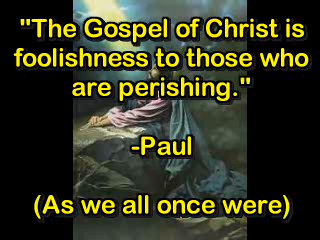 "The Gospel of Christ is
foolishness to those who
are perishing."
-Paul
(As we all once were)